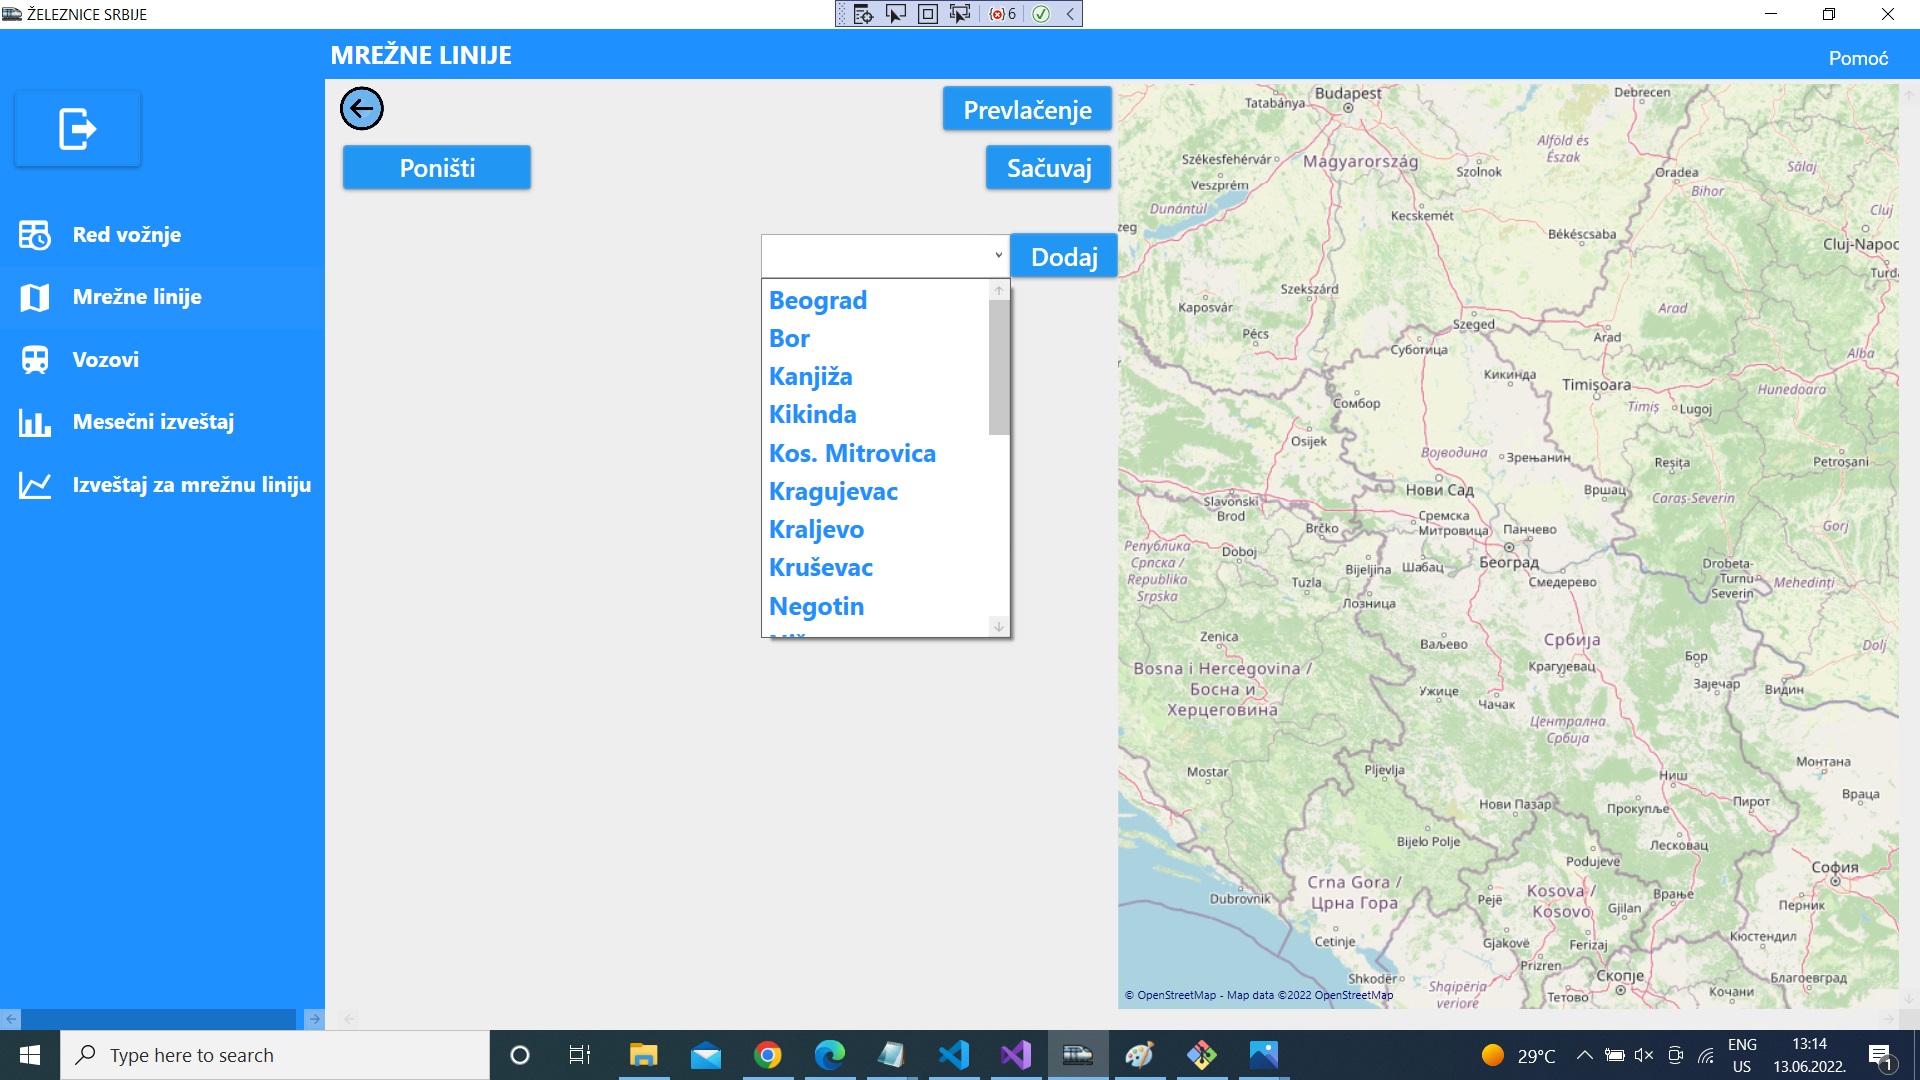 ŽELEZNICE SRBIJE
6
MREŽNE LINIJE
Pomoć
Prevlačenje
Poništi
Sačuvaj
Red vožnje
Mrežne linije
Vozovi
Mesečni izveštaj
Izveštaj za mrežnu liniju
Dodaj
Beograd
Bor
Kanjiža
Kikinda
Kos. Mitrovica
Kragujevac
Kraljevo
Kruševac
Negotin
Budapest
Debrecen
Tatabánya
Alföld és
Észak
Székesfehérvár
Magyarország
Szolnok
Oradea
Sălaj
Veszprém
Bihor
Dunántúl
Kecskemét
Cluj
zeg
Békéscsaba
Cluj-Napoc
Turda
Szekszárd
Kaposvár
Arad
Pécs
Szeged
Arad
Суботица
Alba
Кикинда
Timișoara
Hunedoara
Сомбор
Timiș
Lugoj
Osijek
Војводина
Зрењанин
Reșița
Petroșani
Нови Сад
Вршац
Caraș-Severin
Slavonski
Brod
Сремска
Митровица
Панчево
Gorj
Brčko
Република
Српска /
Republika
Srpska
Doboj
Bijeljina
Шабац
Београд
Drobeta-
Turnu
Severin
Mehedinți
Tuzla
Смедерево
Лозница
Zenica
Ваљево
Србија
Dolj
Bosna i Hercegovina /
Босна и
Херцеговина
Крагујевац
Бор
Зајечар
Видин
Ужице
Чачак
Централна
Србија
Mostar
Pljevlja
Ниш
Монтана
Нови Пазар
Прокупље
Пирот
Враца
Bijelo Polje
Лесковац
Podujevë
София
Crna Gora /
Црна Гора
Dubrovnik
Pejë
Kosova /
Kosovo
Gjilan
Врање
Перник
Cetinje
Gjakovë
Ferizaj
Кюстендил
Prizren
Shkodër
Скопје
Благоевград
Shqipëria
veriore
Тетово
Кочани
© OpenStreetMap - Map data ©2022 OpenStreetMap
Type here to search
29°C
ENG
US
13:14
13.06.2022.
1